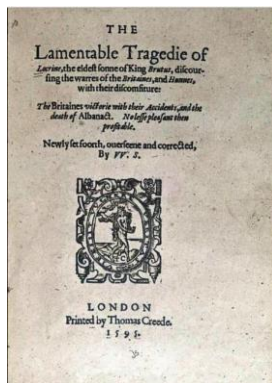 THE
Lamentable Tragedie of
Locrine, the eldest sonne of King Brutus, discour-
sing the warres of the Britaines, and Hunnes,
with their discomfiture:
The Britaines victorie with their Accidents, and the
death of Albanact. No lesse pleasant then
profitable.
Newly set foorth, ouerseene and corrected,
By VV. S.
LONDON
Printed by Thomas Creede.
1595.